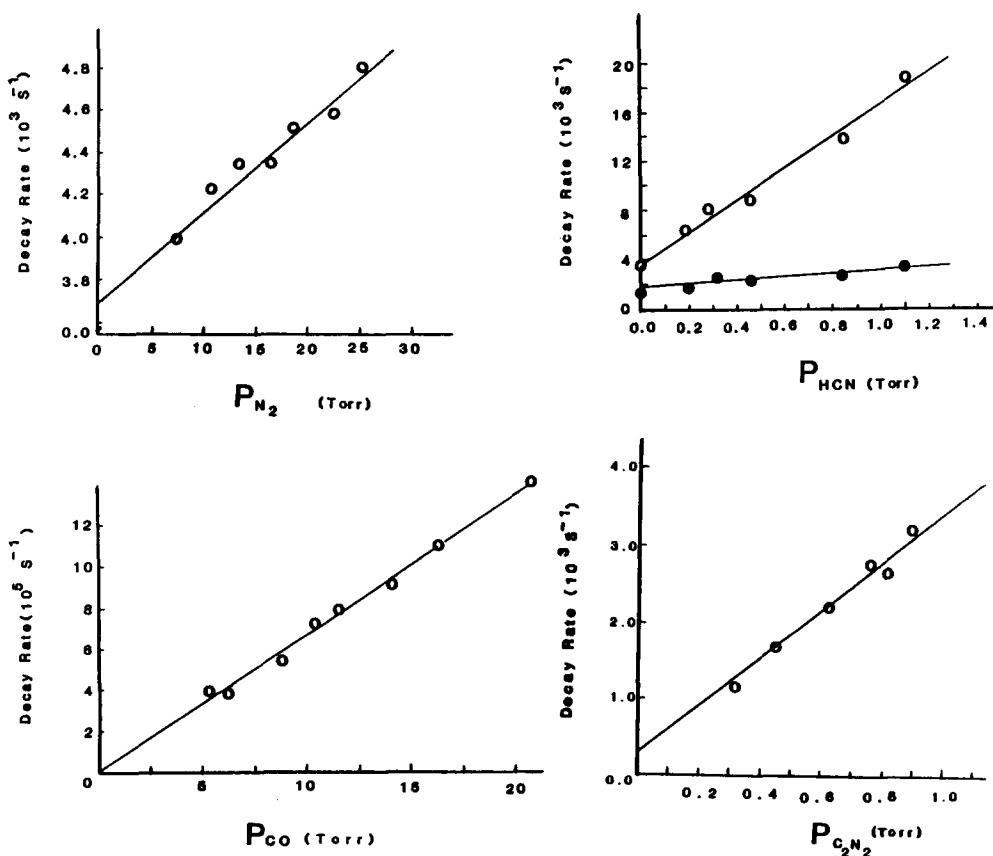 Decay Rate (10³ S⁻¹)
4.8
4.6
4.4
4.2
4.0
3.8
0.0
0 5 10 15 20 25 30
P_N₂ (Torr)
Decay Rate (10³ S⁻¹)
20
16
12
8
4
0
0.0 0.2 0.4 0.6 0.8 1.0 1.2 1.4
P_HCN (Torr)
Decay Rate(10⁵ S⁻¹)
12
10
8
6
4
2
0
5 10 15 20
P_CO (Torr)
Decay Rate (10³ S⁻¹)
4.0
3.0
2.0
1.0
0.0
0.2 0.4 0.6 0.8 1.0
P_C₂N₂ (Torr)